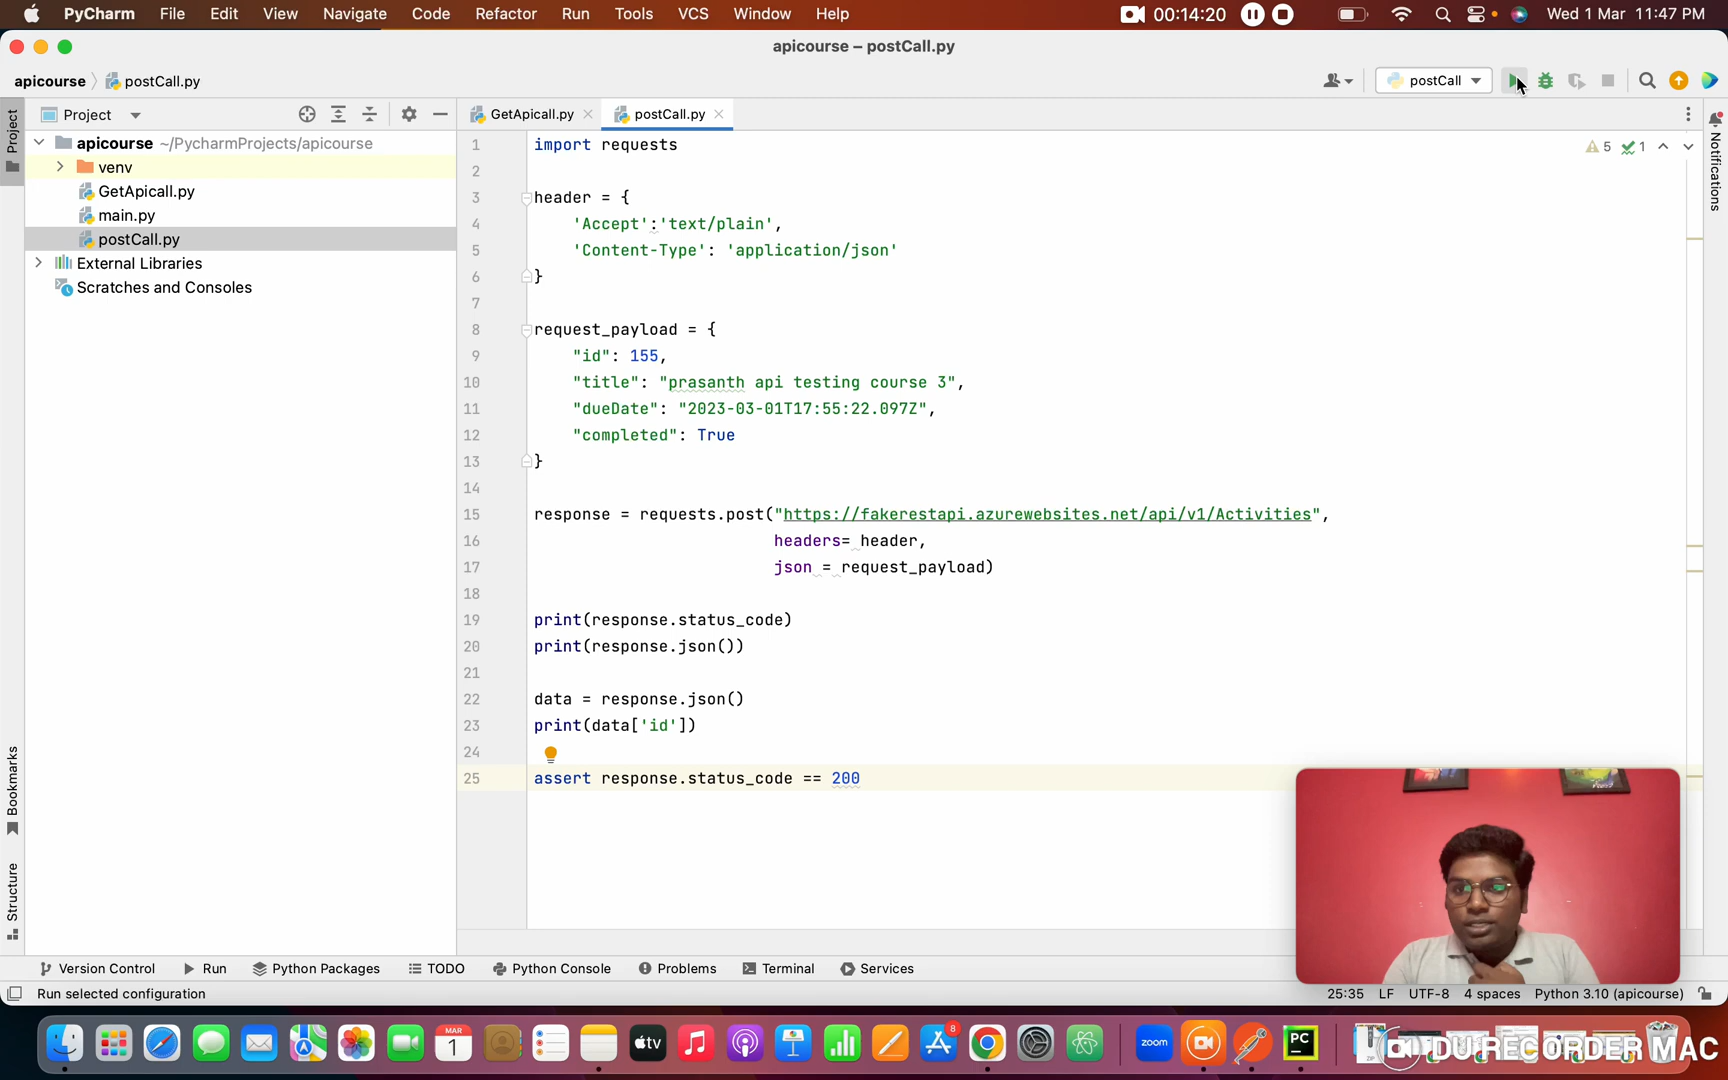 PyCharm File Edit View Navigate Code Refactor Run Tools VCS Window Help 00:14:20 Wed 1 Mar 11:47 PM
apicourse – postCall.py
apicourse postCall.py postCall
Project GetApicall.py postCall.py
Project
Notifications
apicourse ~/PycharmProjects/apicourse
venv
GetApicall.py
main.py
postCall.py
External Libraries
Scratches and Consoles
5 1
1 import requests
2
3 header = {
4 'Accept':'text/plain',
5 'Content-Type': 'application/json'
6 }
7
8 request_payload = {
9 "id": 155,
10 "title": "prasanth api testing course 3",
11 "dueDate": "2023-03-01T17:55:22.097Z",
12 "completed": True
13 }
14
15 response = requests.post("https://fakerestapi.azurewebsites.net/api/v1/Activities",
16 headers= header,
17 json = request_payload)
18
19 print(response.status_code)
20 print(response.json())
21
22 data = response.json()
23 print(data['id'])
24
25 assert response.status_code == 200
Bookmarks
Structure
Version Control Run Python Packages TODO Python Console Problems Terminal Services
Run selected configuration 25:35 LF UTF-8 4 spaces Python 3.10 (apicourse)
MAR
1
tv
8
zoom
PC
DU RECORDER MAC